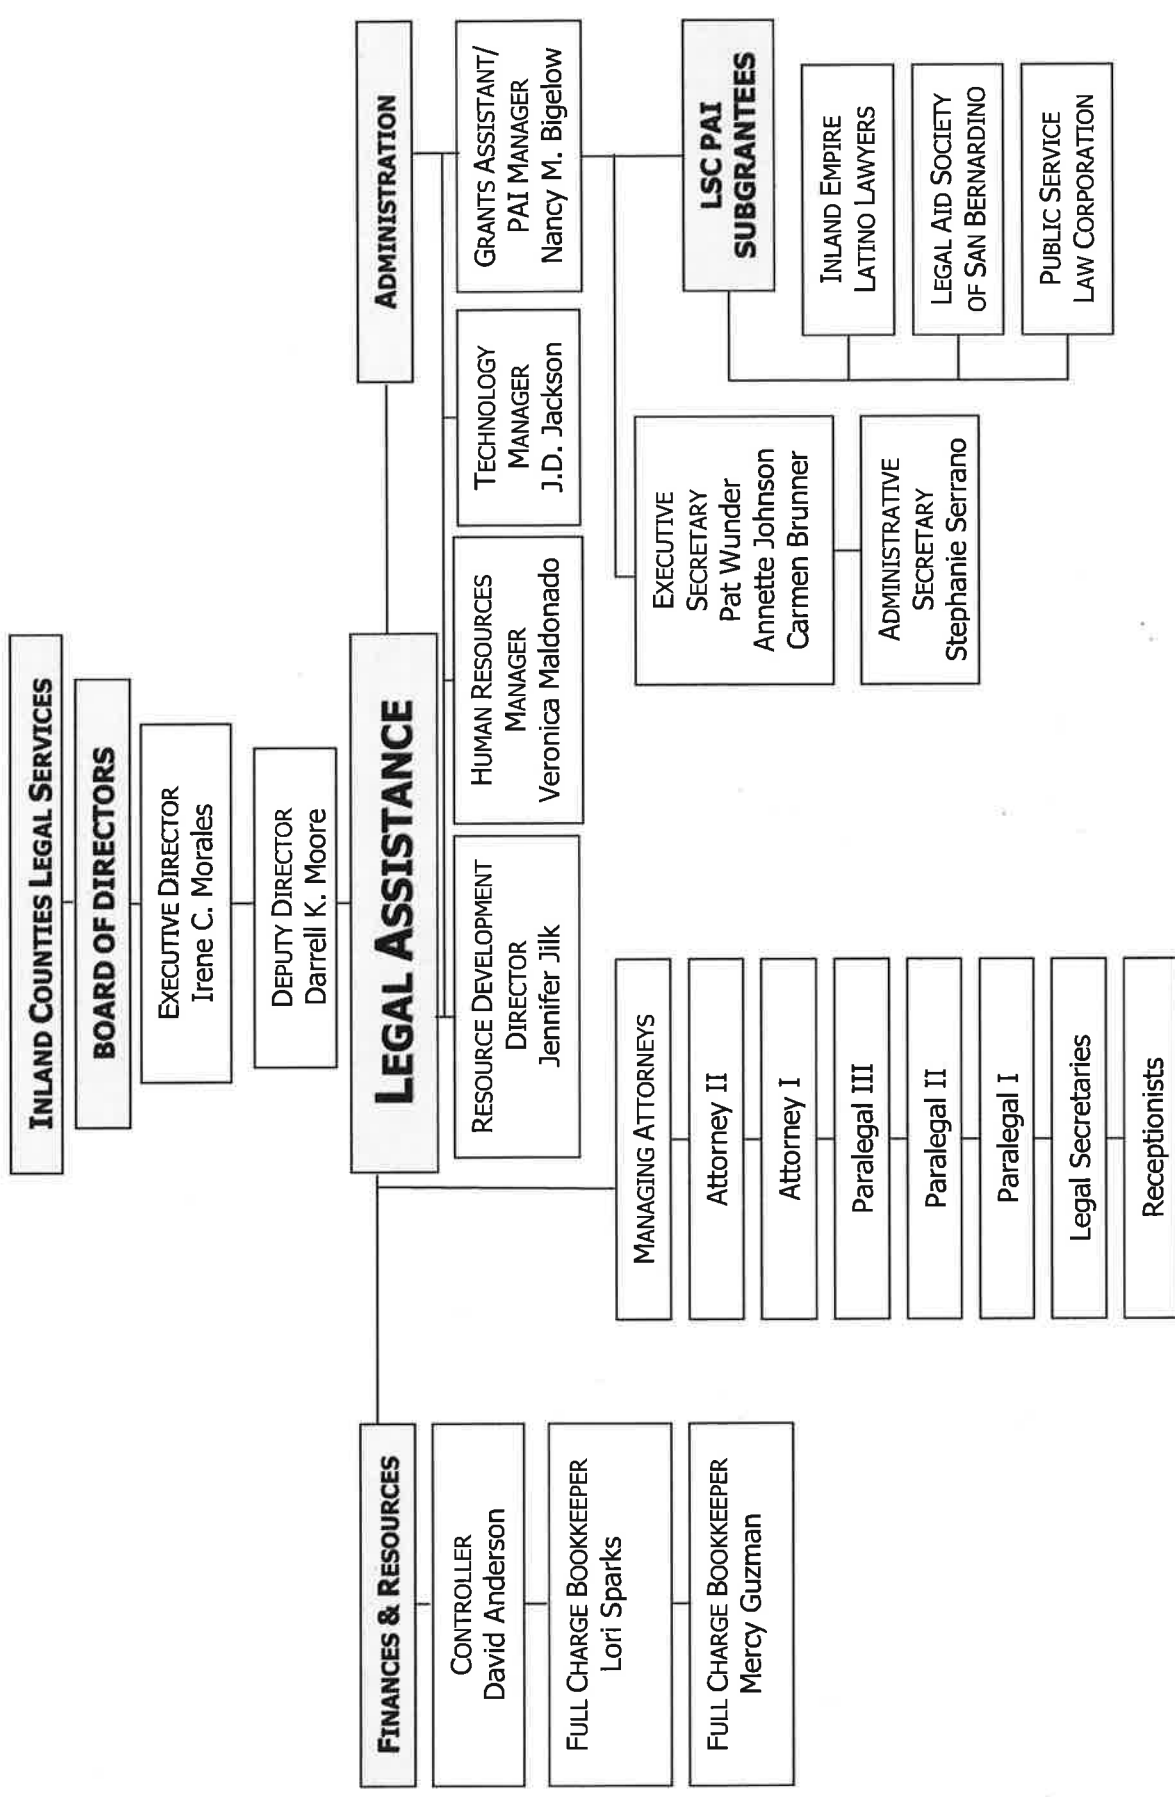 INLAND COUNTIES LEGAL SERVICES
BOARD OF DIRECTORS
EXECUTIVE DIRECTOR
Irene C. Morales
DEPUTY DIRECTOR
Darrell K. Moore
LEGAL ASSISTANCE
FINANCES & RESOURCES
CONTROLLER
David Anderson
FULL CHARGE BOOKKEEPER
Lori Sparks
FULL CHARGE BOOKKEEPER
Mercy Guzman
MANAGING ATTORNEYS
Attorney II
Attorney I
Paralegal III
Paralegal II
Paralegal I
Legal Secretaries
Receptionists
ADMINISTRATION
RESOURCE DEVELOPMENT
DIRECTOR
Jennifer Jilk
HUMAN RESOURCES
MANAGER
Veronica Maldonado
TECHNOLOGY
MANAGER
J.D. Jackson
GRANTS ASSISTANT/
PAI MANAGER
Nancy M. Bigelow
EXECUTIVE
SECRETARY
Pat Wunder
Annette Johnson
Carmen Brunner
ADMINISTRATIVE
SECRETARY
Stephanie Serrano
LSC PAI
SUBGRANTEES
INLAND EMPIRE
LATINO LAWYERS
LEGAL AID SOCIETY
OF SAN BERNARDINO
PUBLIC SERVICE
LAW CORPORATION